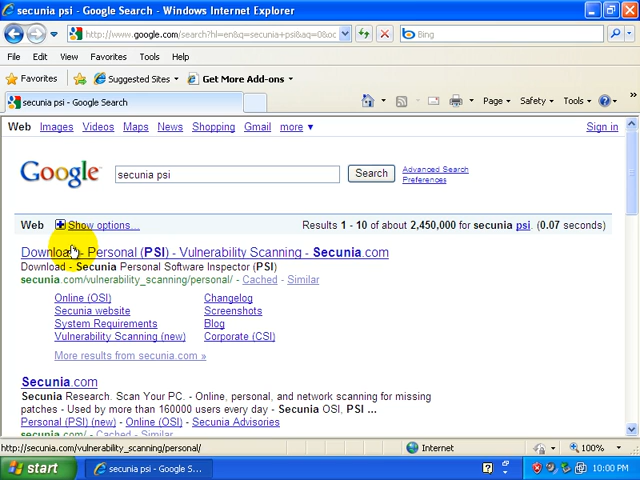 secunia psi - Google Search - Windows Internet Explorer
http://www.google.com/search?hl=en&q=secunia+psi&aq=0&oc
Bing
File Edit View Favorites Tools Help
Favorites Suggested Sites Get More Add-ons
secunia psi - Google Search
Page Safety Tools
Web Images Videos Maps News Shopping Gmail more ▼ Sign in
Google secunia psi Search Advanced Search
Preferences
Web Show options... Results 1 - 10 of about 2,450,000 for secunia psi. (0.07 seconds)
Download - Personal (PSI) - Vulnerability Scanning - Secunia.com
Download - Secunia Personal Software Inspector (PSI)
secunia.com/vulnerability_scanning/personal/ - Cached - Similar
Online (OSI) Changelog
Secunia website Screenshots
System Requirements Blog
Vulnerability Scanning (new) Corporate (CSI)
More results from secunia.com »
Secunia.com
Secunia Research. Scan Your PC. - Online, personal, and network scanning for missing
patches - Used by more than 160000 users every day - Secunia OSI, PSI ...
Personal (PSI) (new) - Online (OSI) - Secunia Advisories
secunia.com/ - Cached - Similar
http://secunia.com/vulnerability_scanning/personal/ Internet 100%
start secunia psi - Google S... 10:00 PM